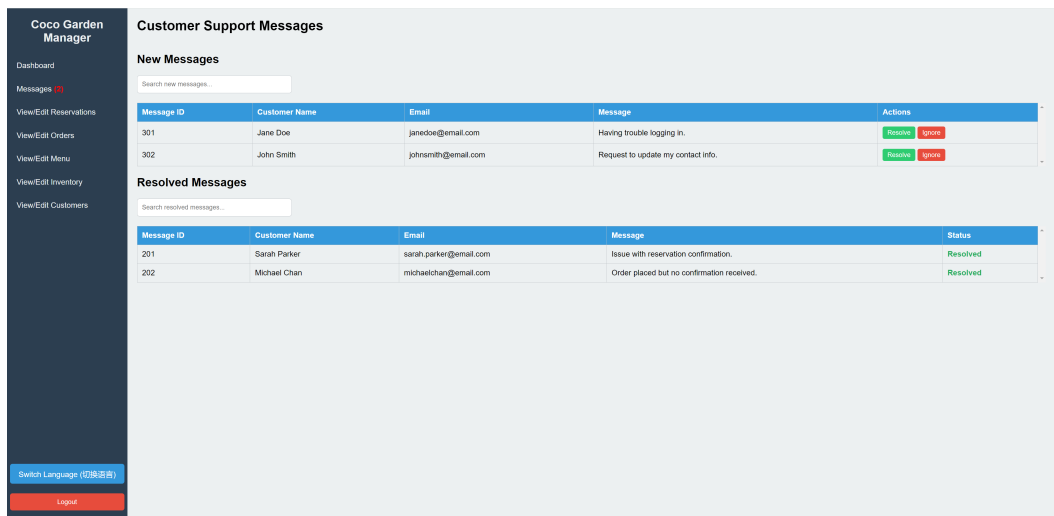 Coco Garden
Manager
Dashboard
Messages
View/Edit Reservations
View/Edit Orders
View/Edit Menu
View/Edit Inventory
View/Edit Customers
Switch Language (切换语言)
Logout
Customer Support Messages
New Messages
Search new messages...
Message ID Customer Name Email Message Actions
301 Jane Doe janedoe@email.com Having trouble logging in. Resolve Ignore
302 John Smith johnsmith@email.com Request to update my contact info. Resolve Ignore
Resolved Messages
Search resolved messages...
Message ID Customer Name Email Message Status
201 Sarah Parker sarah.parker@email.com Issue with reservation confirmation. Resolved
202 Michael Chan michaelchan@email.com Order placed but no confirmation received. Resolved